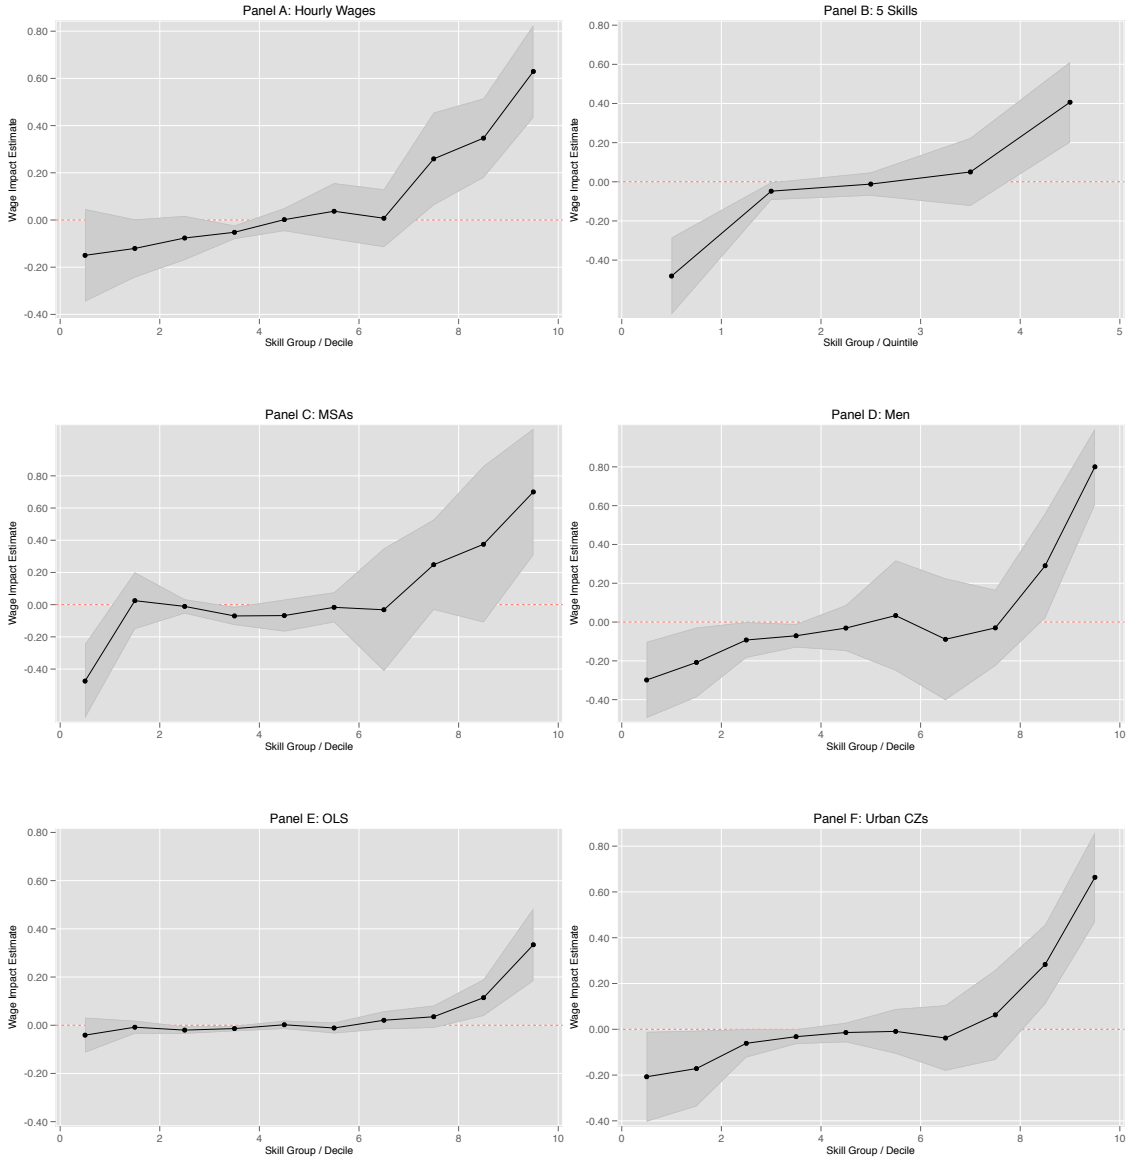 Panel A: Hourly Wages
Wage Impact Estimate
0.80
0.60
0.40
0.20
0.00
-0.20
-0.40
0 2 4 6 8 10
Skill Group / Decile
Panel B: 5 Skills
Wage Impact Estimate
0.80
0.60
0.40
0.20
0.00
-0.20
-0.40
0 1 2 3 4 5
Skill Group / Quintile
Panel C: MSAs
Wage Impact Estimate
0.80
0.60
0.40
0.20
0.00
-0.20
-0.40
0 2 4 6 8 10
Skill Group / Decile
Panel D: Men
Wage Impact Estimate
0.80
0.60
0.40
0.20
0.00
-0.20
-0.40
0 2 4 6 8 10
Skill Group / Decile
Panel E: OLS
Wage Impact Estimate
0.80
0.60
0.40
0.20
0.00
-0.20
-0.40
0 2 4 6 8 10
Skill Group / Decile
Panel F: Urban CZs
Wage Impact Estimate
0.80
0.60
0.40
0.20
0.00
-0.20
-0.40
0 2 4 6 8 10
Skill Group / Decile